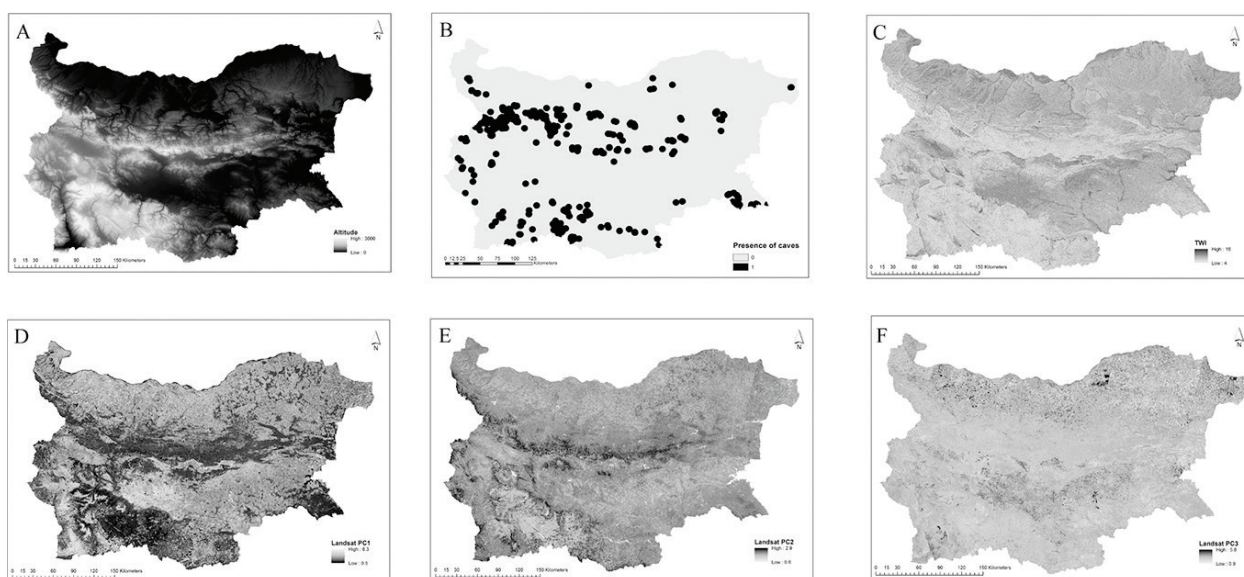 A
N
Altitude
High : 3000
Low : 0
0 15 30 60 90 120 150 Kilometers
B
N
Presence of caves
0
1
0 12.5 25 50 75 100 125 Kilometers
C
N
TWI
High : 16
Low : 4
0 15 30 60 90 120 150 Kilometers
D
N
Landsat PC1
High : 8.3
Low : 0.5
0 15 30 60 90 120 150 Kilometers
E
N
Landsat PC2
High : 2.9
Low : 0.6
0 15 30 60 90 120 150 Kilometers
F
N
Landsat PC3
High : 5.8
Low : 0.9
0 15 30 60 90 120 150 Kilometers